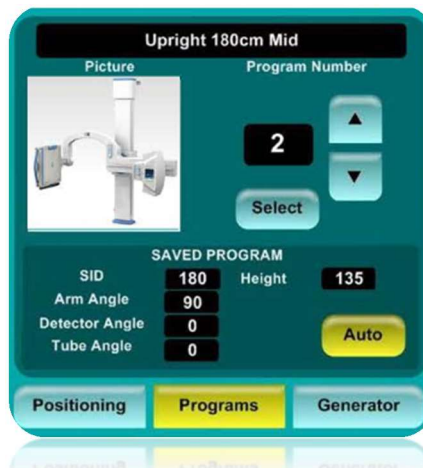 Upright 180cm Mid
Picture Program Number
▲
2
▼
Select
SAVED PROGRAM
SID 180 Height 135
Arm Angle 90
Detector Angle 0
Tube Angle 0
Auto
Positioning Programs Generator